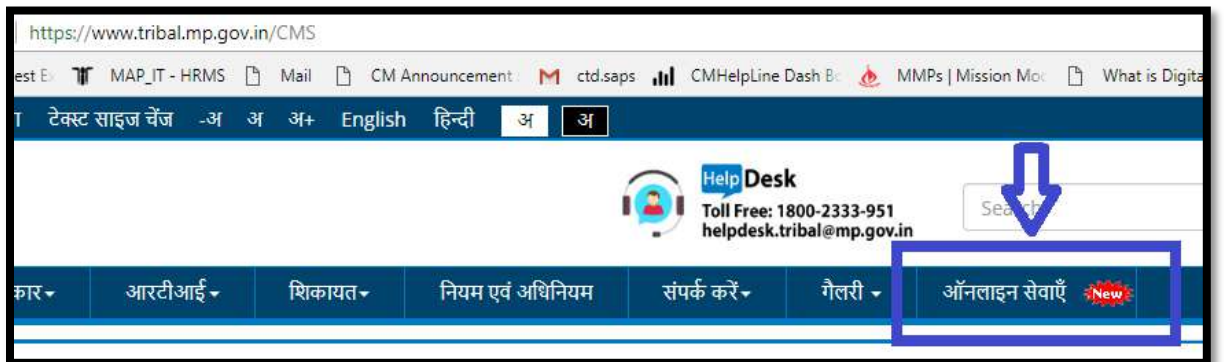 https://www.tribal.mp.gov.in/CMS
est E MAP_IT - HRMS Mail CM Announcement ctd.saps CMHelpLine Dash B MMPs | Mission Mo What is Digita
टेक्स्ट साइज चेंज -अ अ अ+ English हिन्दी अ अ
Help Desk
Toll Free: 1800-2333-951
helpdesk.tribal@mp.gov.in
Search
कार आरटीआई शिकायत नियम एवं अधिनियम संपर्क करें गैलरी ऑनलाइन सेवाएँ New